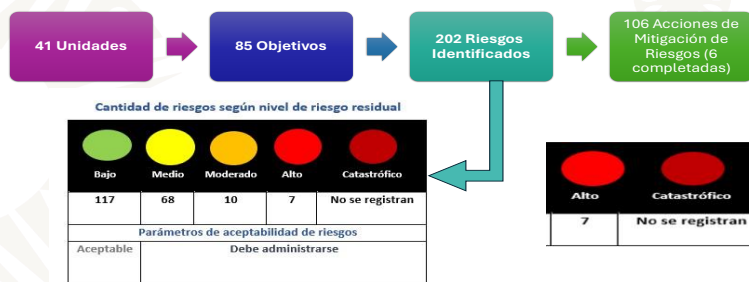 41 Unidades
85 Objetivos
202 Riesgos
Identificados
106 Acciones de
Mitigación de
Riesgos (6
completadas)
Cantidad de riesgos según nivel de riesgo residual
Bajo Medio Moderado Alto Catastrófico
117 68 10 7 No se registran
Parámetros de aceptabilidad de riesgos
Aceptable Debe administrarse
Alto Catastrófico
7 No se registran